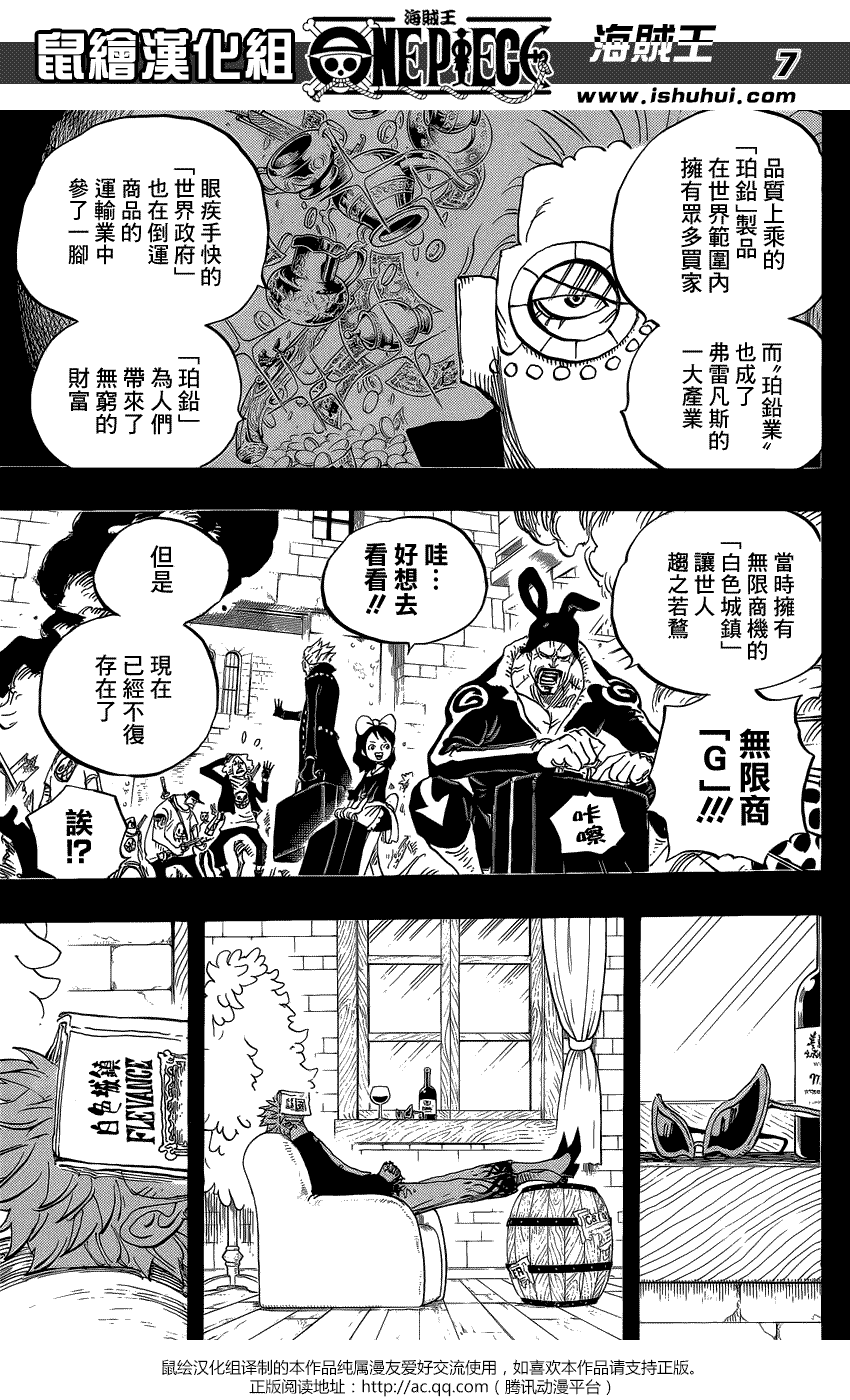 鼠繪漢化組
海賊王
ONE PIECE
海賊王
7
www.ishuhui.com
品質上乘的
「珀鉛」製品
在世界範圍內
擁有眾多買家
而〝珀鉛業〞
也成了
弗雷凡斯的
一大產業
眼疾手快的
「世界政府」
也在倒運
商品的
運輸業中
參了一腳
「珀鉛」
為人們
帶來了
無窮的
財富
當時擁有
無限商機的
「白色城鎮」
讓世人
趨之若鶩
無限商
「G」!!!
咔嚓
哇…
好想去
看看!!
但是
現在
已經不復
存在了
誒!?
白色城鎮
FLEVANCE
鼠绘汉化组译制的本作品纯属漫友爱好交流使用，如喜欢本作品请支持正版。
正版阅读地址：http://ac.qq.com（腾讯动漫平台）